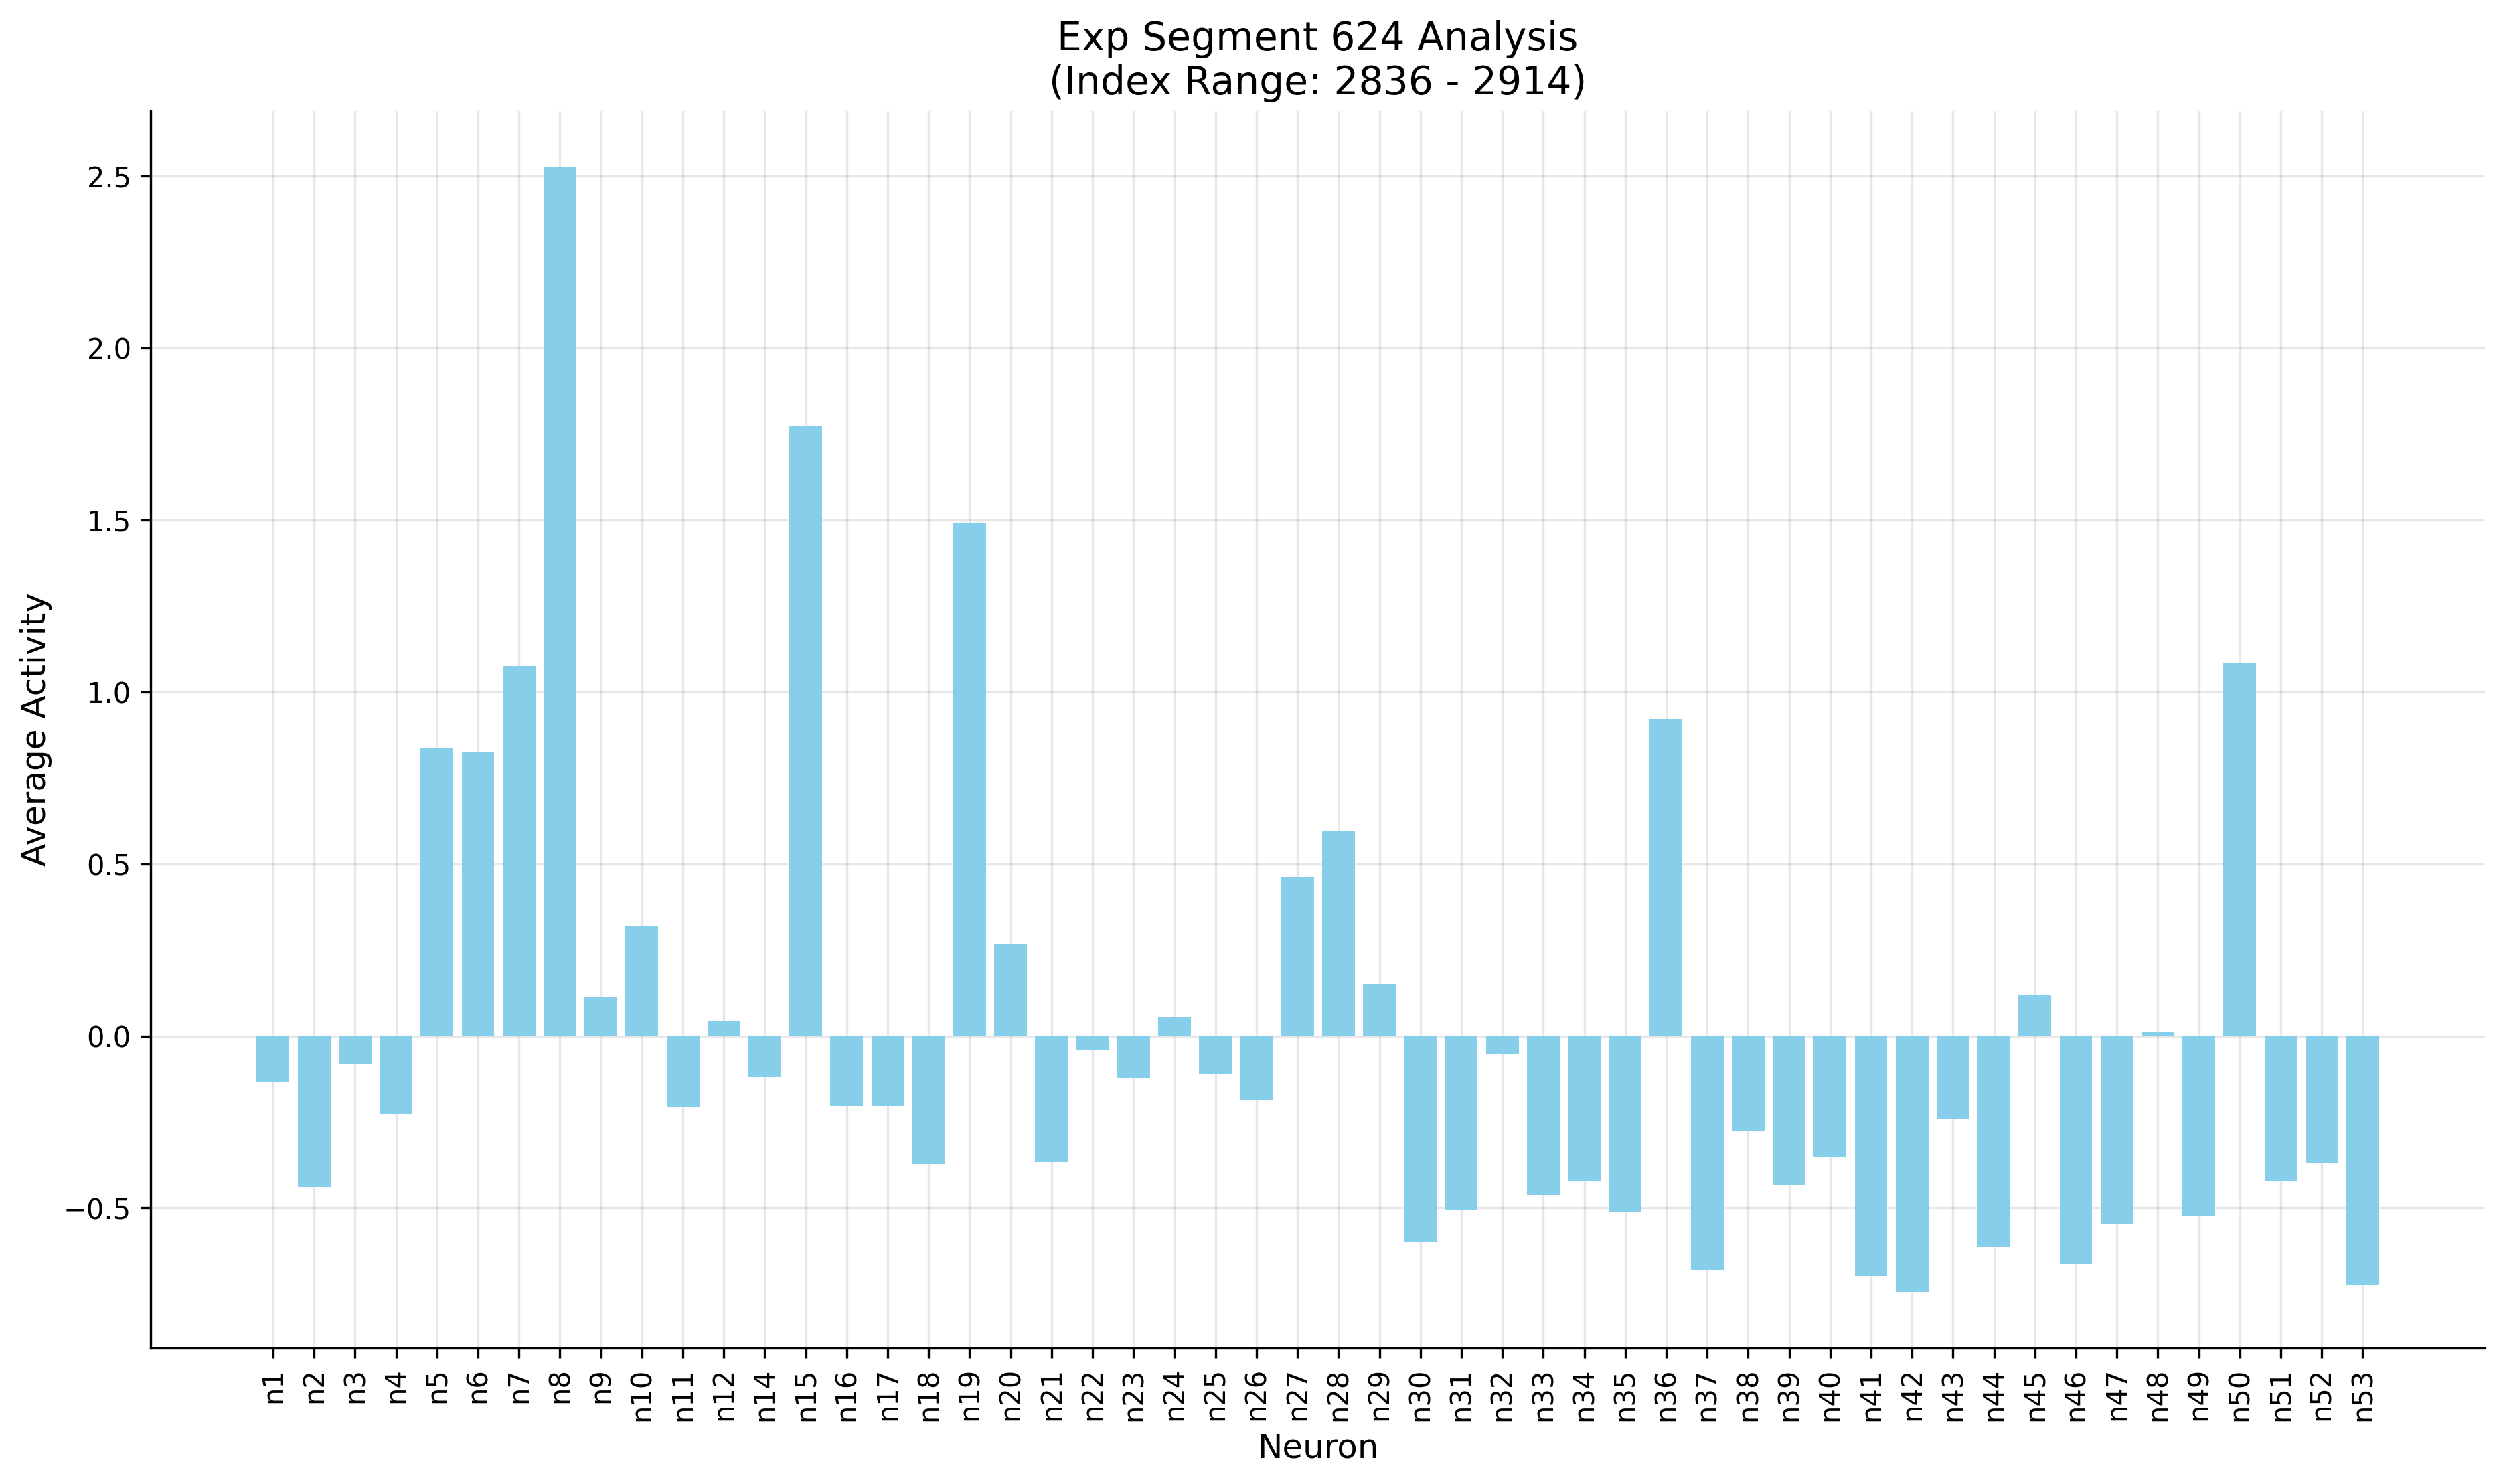 Exp Segment 624 Analysis
(Index Range: 2836 - 2914)
Average Activity
2.5
2.0
1.5
1.0
0.5
0.0
−0.5
n1 n2 n3 n4 n5 n6 n7 n8 n9 n10 n11 n12 n14 n15 n16 n17 n18 n19 n20 n21 n22 n23 n24 n25 n26 n27 n28 n29 n30 n31 n32 n33 n34 n35 n36 n37 n38 n39 n40 n41 n42 n43 n44 n45 n46 n47 n48 n49 n50 n51 n52 n53
Neuron